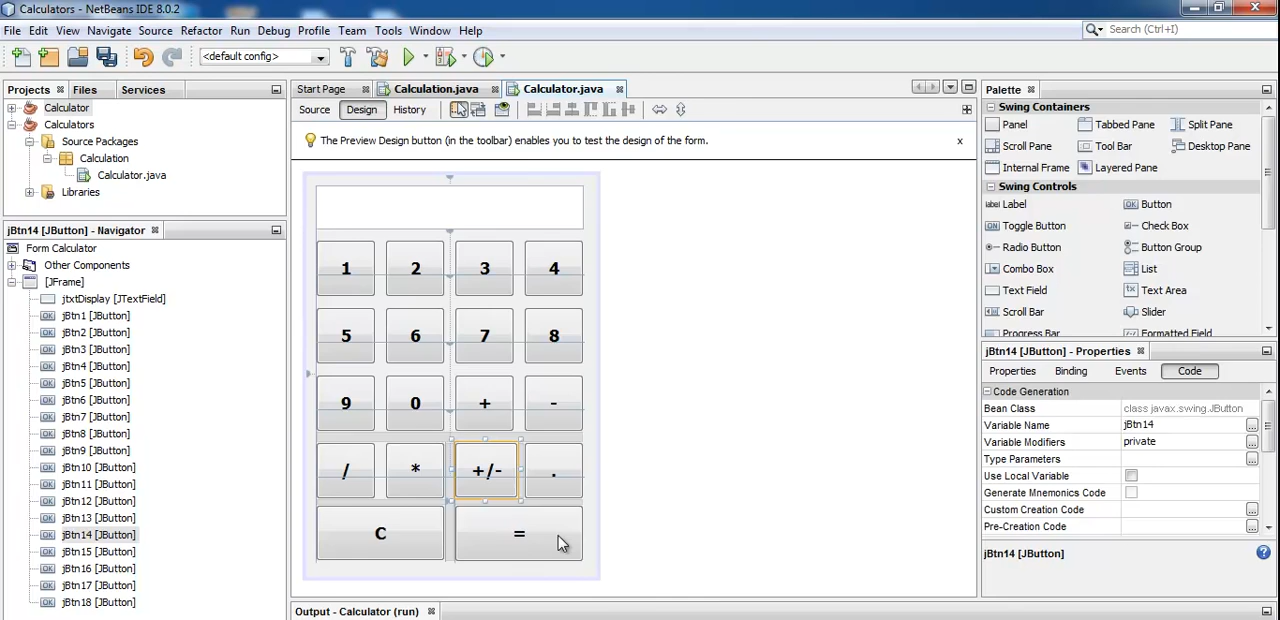 Calculators - NetBeans IDE 8.0.2
File Edit View Navigate Source Refactor Run Debug Profile Team Tools Window Help
Search (Ctrl+I)
<default config>
Projects Files Services
Calculator
Calculators
Source Packages
Calculation
Calculator.java
Libraries
jBtn14 [JButton] - Navigator
Form Calculator
Other Components
[JFrame]
jtxtDisplay [JTextField]
jBtn1 [JButton]
jBtn2 [JButton]
jBtn3 [JButton]
jBtn4 [JButton]
jBtn5 [JButton]
jBtn6 [JButton]
jBtn7 [JButton]
jBtn8 [JButton]
jBtn9 [JButton]
jBtn10 [JButton]
jBtn11 [JButton]
jBtn12 [JButton]
jBtn13 [JButton]
jBtn14 [JButton]
jBtn15 [JButton]
jBtn16 [JButton]
jBtn17 [JButton]
jBtn18 [JButton]
Start Page Calculation.java Calculator.java
Source Design History
The Preview Design button (in the toolbar) enables you to test the design of the form. x
1 2 3 4
5 6 7 8
9 0 + -
/ * +/- .
C =
Output - Calculator (run)
Palette
Swing Containers
Panel Tabbed Pane Split Pane
Scroll Pane Tool Bar Desktop Pane
Internal Frame Layered Pane
Swing Controls
label Label OK Button
ON Toggle Button Check Box
Radio Button Button Group
Combo Box List
Text Field Text Area
Scroll Bar Slider
Progress Bar Formatted Field
jBtn14 [JButton] - Properties
Properties Binding Events Code
Code Generation
Bean Class class javax.swing.JButton
Variable Name jBtn14
Variable Modifiers private
Type Parameters
Use Local Variable
Generate Mnemonics Code
Custom Creation Code
Pre-Creation Code
jBtn14 [JButton]